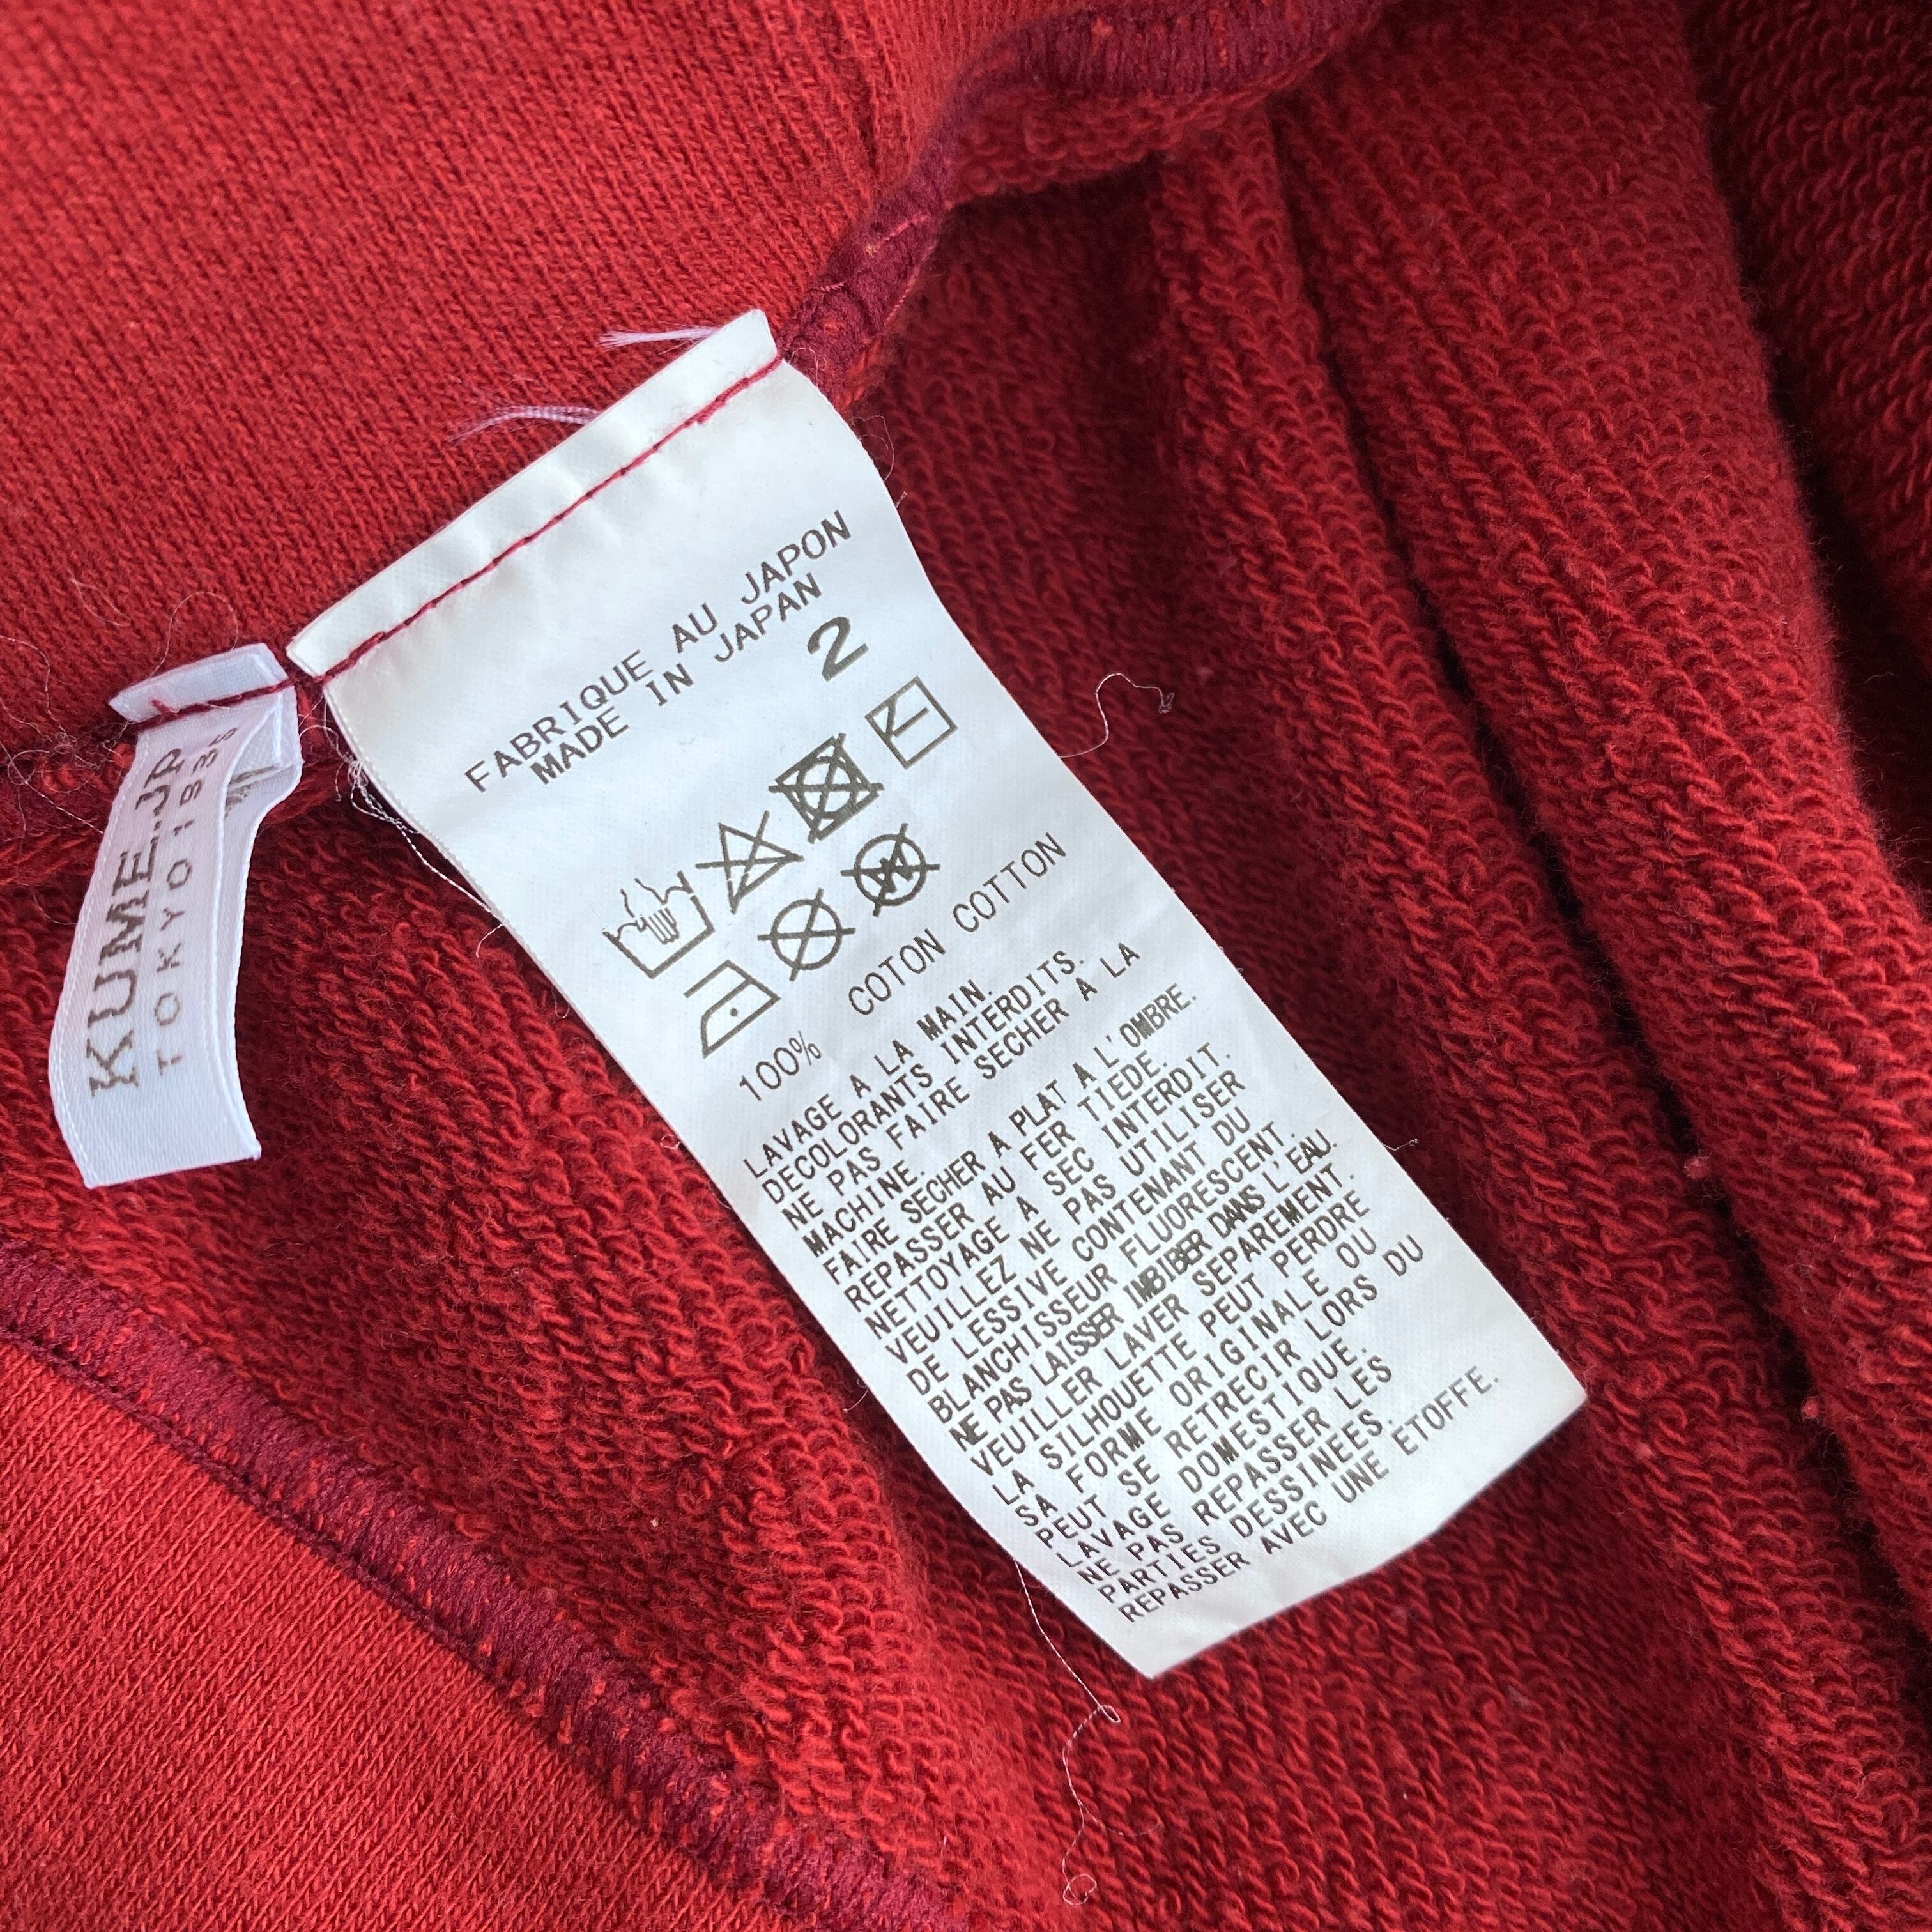 KUME.JP
TOKYO 1935
FABRIQUE AU JAPON
MADE IN JAPAN
2
W
100% COTON COTTON
LAVAGE A LA MAIN.
DECOLORANTS INTERDITS.
NE PAS FAIRE SECHER À LA
MACHINE.
FAIRE SECHER A PLAT A L'OMBRE.
REPASSER AU FER TIEDE.
NETTOYAGE À SEC INTERDIT.
VEUILLEZ NE PAS UTILISER
DE LESSIVE CONTENANT DU
BLANCHISSEUR FLUORESCENT.
NE PAS LAISSER IMBIBER DANS L'EAU.
VEUILLER LAVER SEPAREMENT.
LA SILHOUETTE PEUT PERDRE
SA FORME ORIGINALE OU
PEUT SE RETRECIR LORS DU
LAVAGE DOMESTIQUE.
NE PAS REPASSER LES
PARTIES DESSINEES.
REPASSER AVEC UNE ETOFFE.